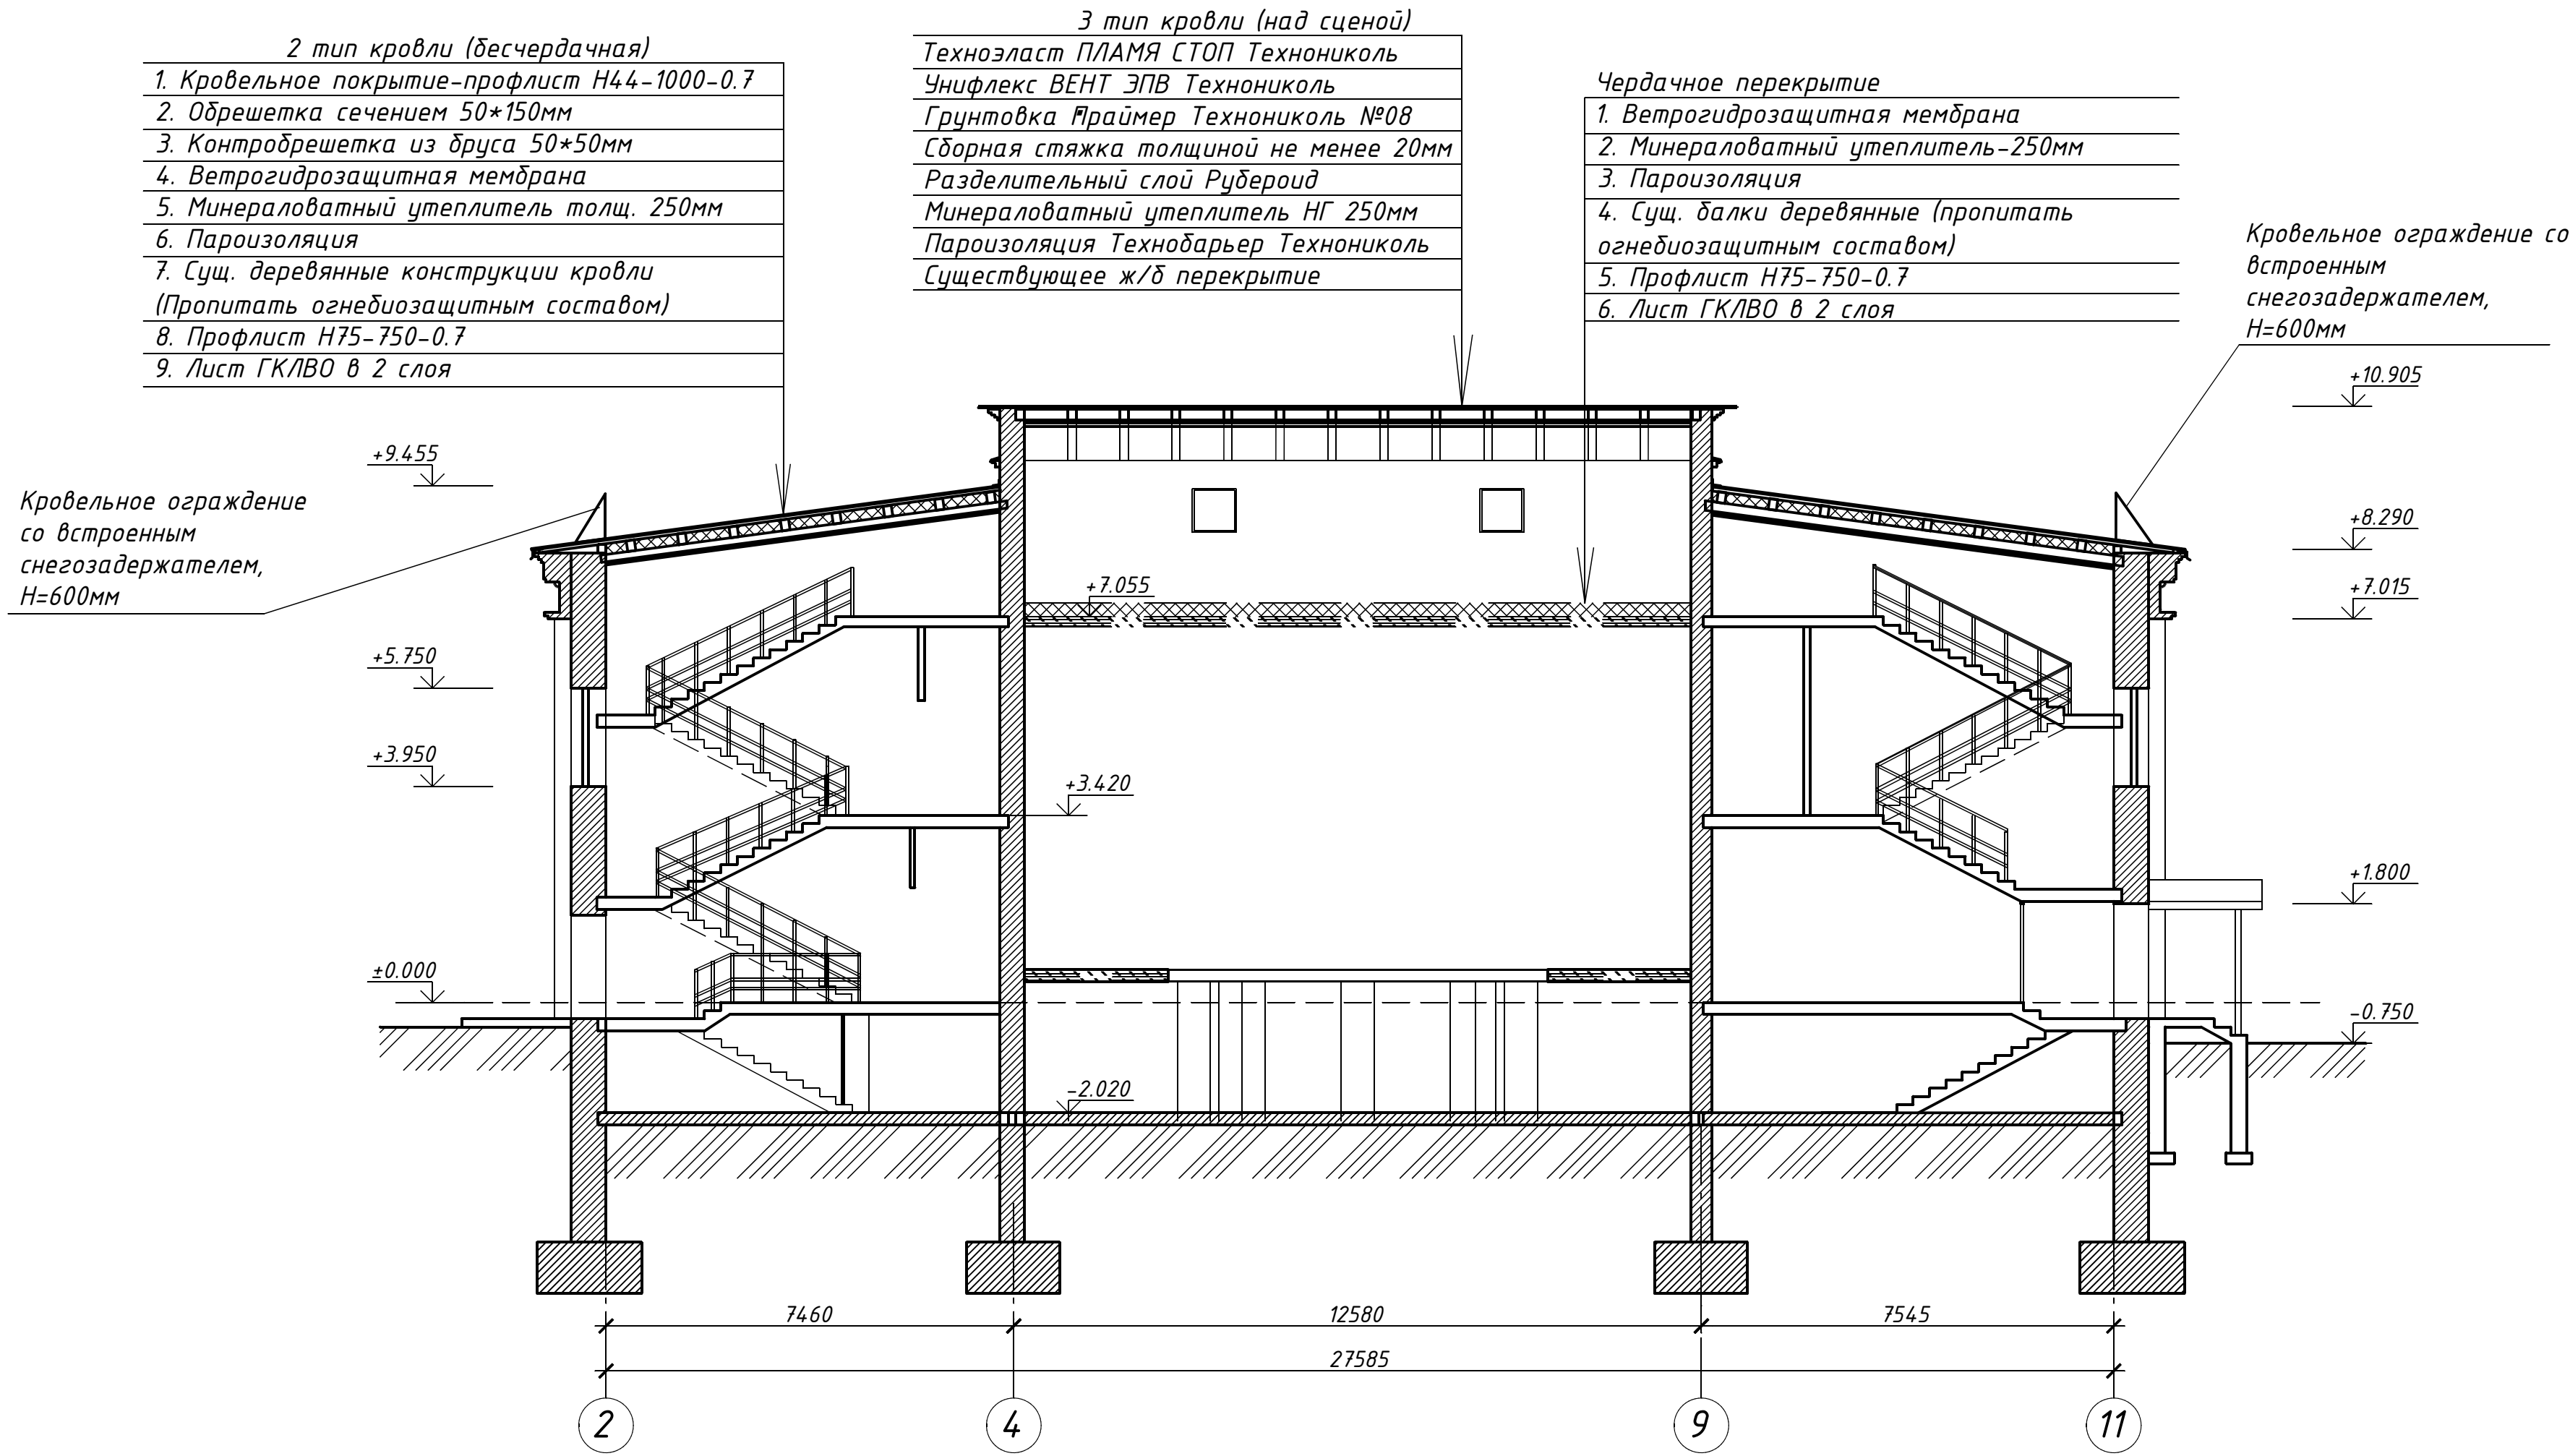 2 тип кровли (бесчердачная)
1. Кровельное покрытие-профлист Н44-1000-0.7
2. Обрешетка сечением 50*150мм
3. Контробрешетка из бруса 50*50мм
4. Ветрогидрозащитная мембрана
5. Минераловатный утеплитель толщ. 250мм
6. Пароизоляция
7. Сущ. деревянные конструкции кровли
(Пропитать огнебиозащитным составом)
8. Профлист Н75-750-0.7
9. Лист ГКЛВО в 2 слоя
3 тип кровли (над сценой)
Техноэласт ПЛАМЯ СТОП Технониколь
Унифлекс ВЕНТ ЭПВ Технониколь
Грунтовка Праймер Технониколь №08
Сборная стяжка толщиной не менее 20мм
Разделительный слой Рубероид
Минераловатный утеплитель НГ 250мм
Пароизоляция Технобарьер Технониколь
Существующее ж/б перекрытие
Чердачное перекрытие
1. Ветрогидрозащитная мембрана
2. Минераловатный утеплитель-250мм
3. Пароизоляция
4. Сущ. балки деревянные (пропитать
огнебиозащитным составом)
5. Профлист Н75-750-0.7
6. Лист ГКЛВО в 2 слоя
Кровельное ограждение со
встроенным
снегозадержателем,
Н=600мм
Кровельное ограждение
со встроенным
снегозадержателем,
Н=600мм
+9.455
+5.750
+3.950
±0.000
+7.055
+3.420
-2.020
+10.905
+8.290
+7.015
+1.800
-0.750
7460
12580
7545
27585
2
4
9
11